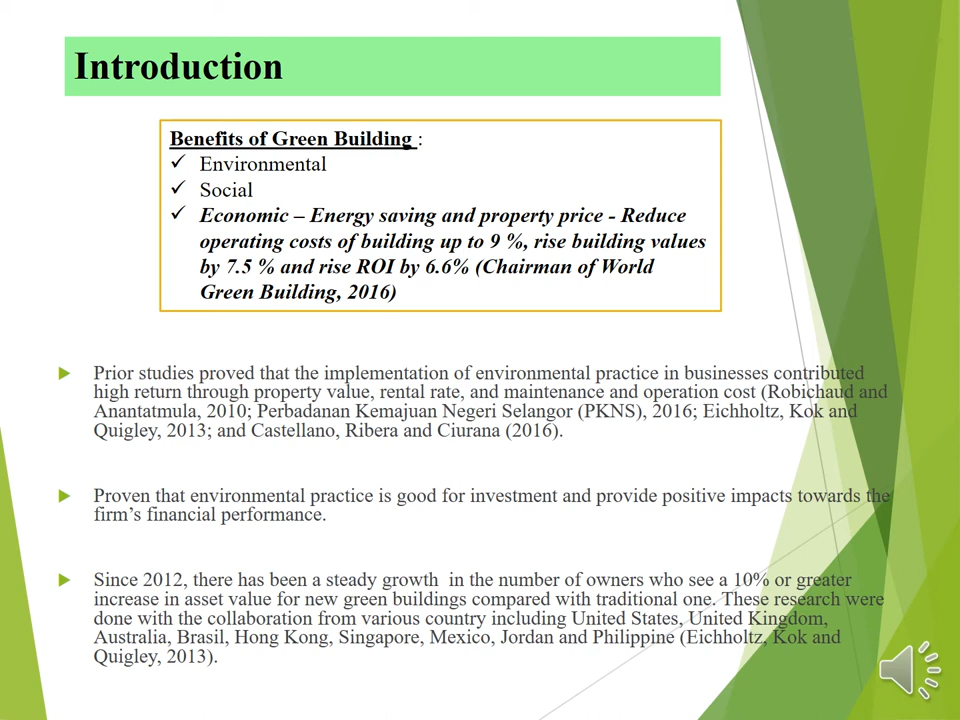 Introduction
Benefits of Green Building :
✓ Environmental
✓ Social
✓ Economic – Energy saving and property price - Reduce
operating costs of building up to 9 %, rise building values
by 7.5 % and rise ROI by 6.6% (Chairman of World
Green Building, 2016)
Prior studies proved that the implementation of environmental practice in businesses contributed
high return through property value, rental rate, and maintenance and operation cost (Robichaud and
Anantatmula, 2010; Perbadanan Kemajuan Negeri Selangor (PKNS), 2016; Eichholtz, Kok and
Quigley, 2013; and Castellano, Ribera and Ciurana (2016).
Proven that environmental practice is good for investment and provide positive impacts towards the
firm's financial performance.
Since 2012, there has been a steady growth  in the number of owners who see a 10% or greater
increase in asset value for new green buildings compared with traditional one. These research were
done with the collaboration from various country including United States, United Kingdom,
Australia, Brasil, Hong Kong, Singapore, Mexico, Jordan and Philippine (Eichholtz, Kok and
Quigley, 2013).